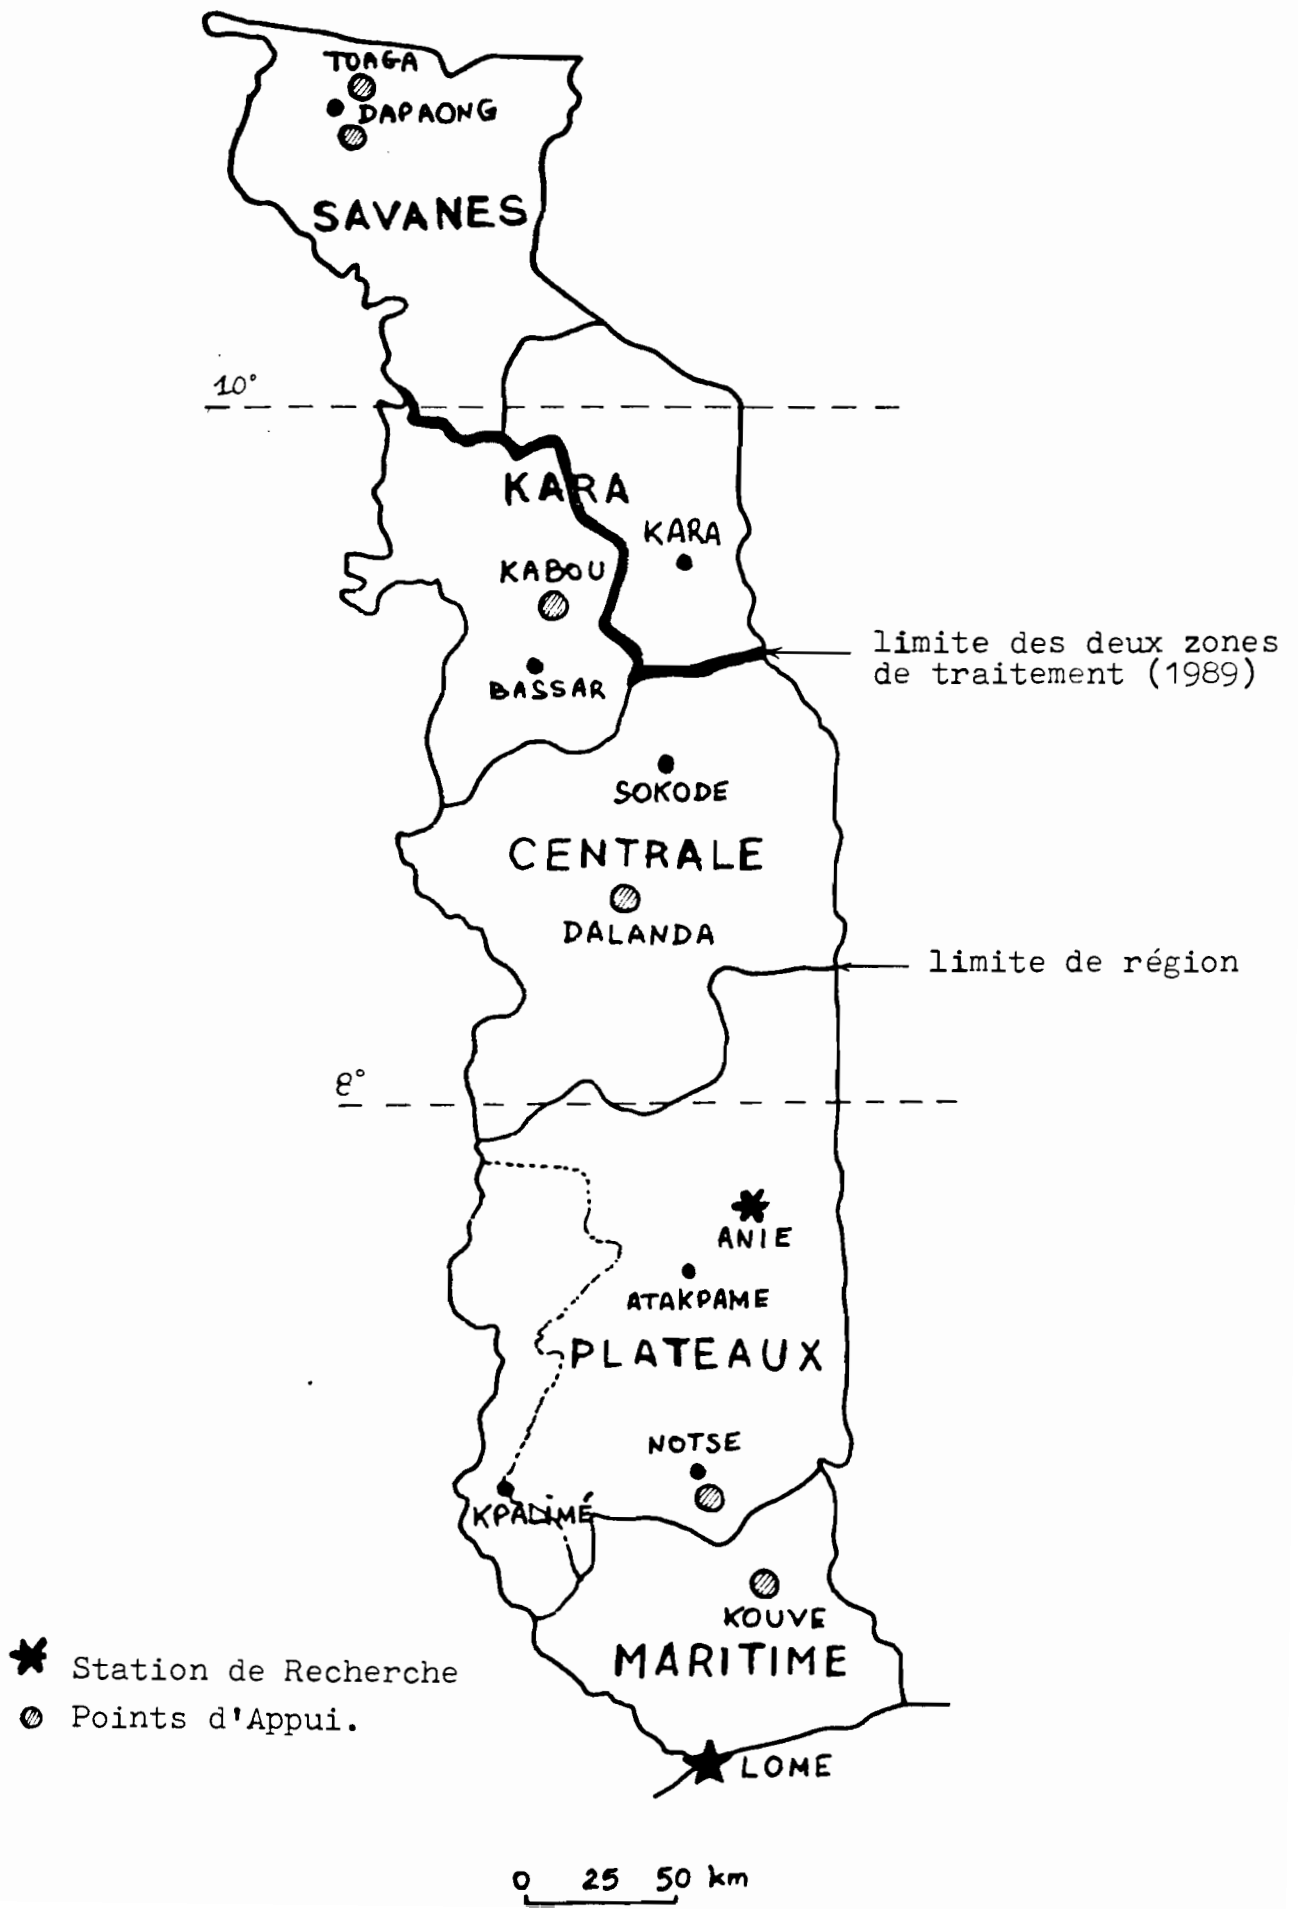 TOAGA
DAPAONG
SAVANES
10°
KARA
KARA
KABOU
limite des deux zones
de traitement (1989)
BASSAR
SOKODE
CENTRALE
DALANDA
limite de région
8°
ANIE
ATAKPAME
PLATEAUX
NOTSE
KPALIMÉ
KOUVE
MARITIME
Station de Recherche
Points d'Appui.
LOME
0 25 50 km